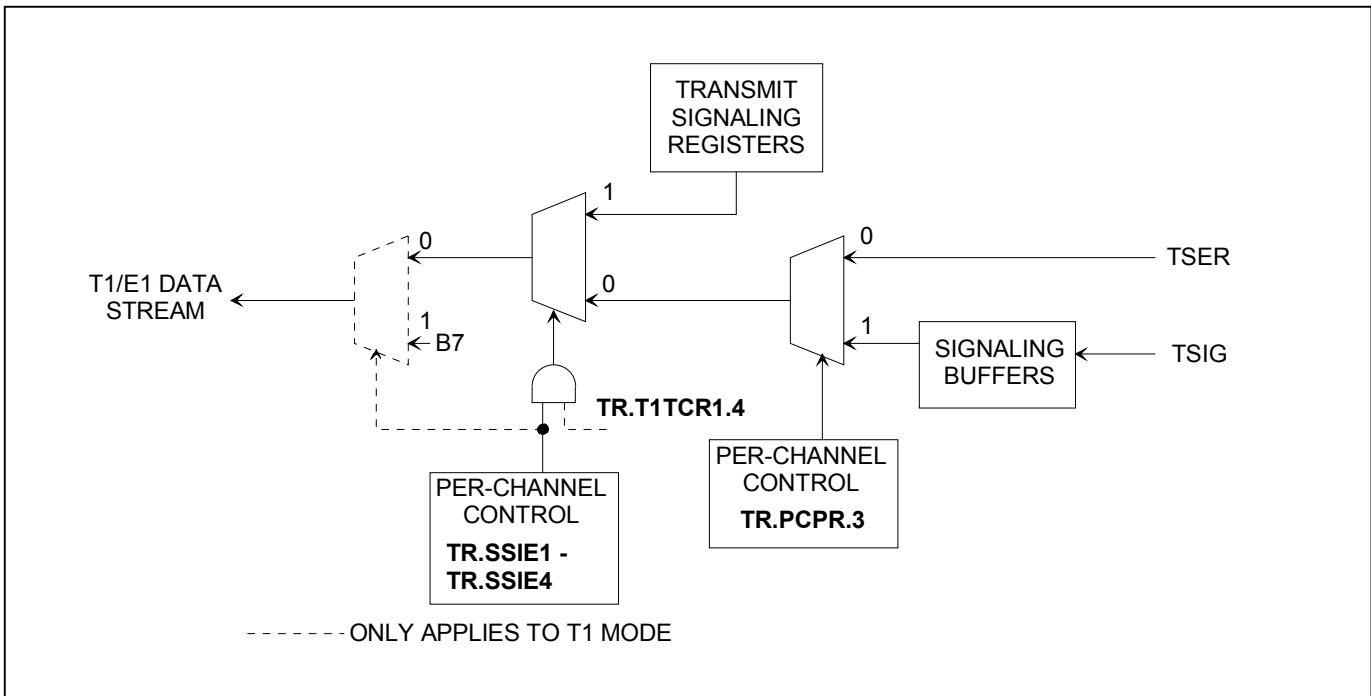 TRANSMIT
SIGNALING
REGISTERS
1
0
0
TSER
T1/E1 DATA
STREAM
0
1
B7
1
SIGNALING
BUFFERS
TSIG
TR.T1TCR1.4
PER-CHANNEL
CONTROL
TR.SSIE1 -
TR.SSIE4
PER-CHANNEL
CONTROL
TR.PCPR.3
ONLY APPLIES TO T1 MODE